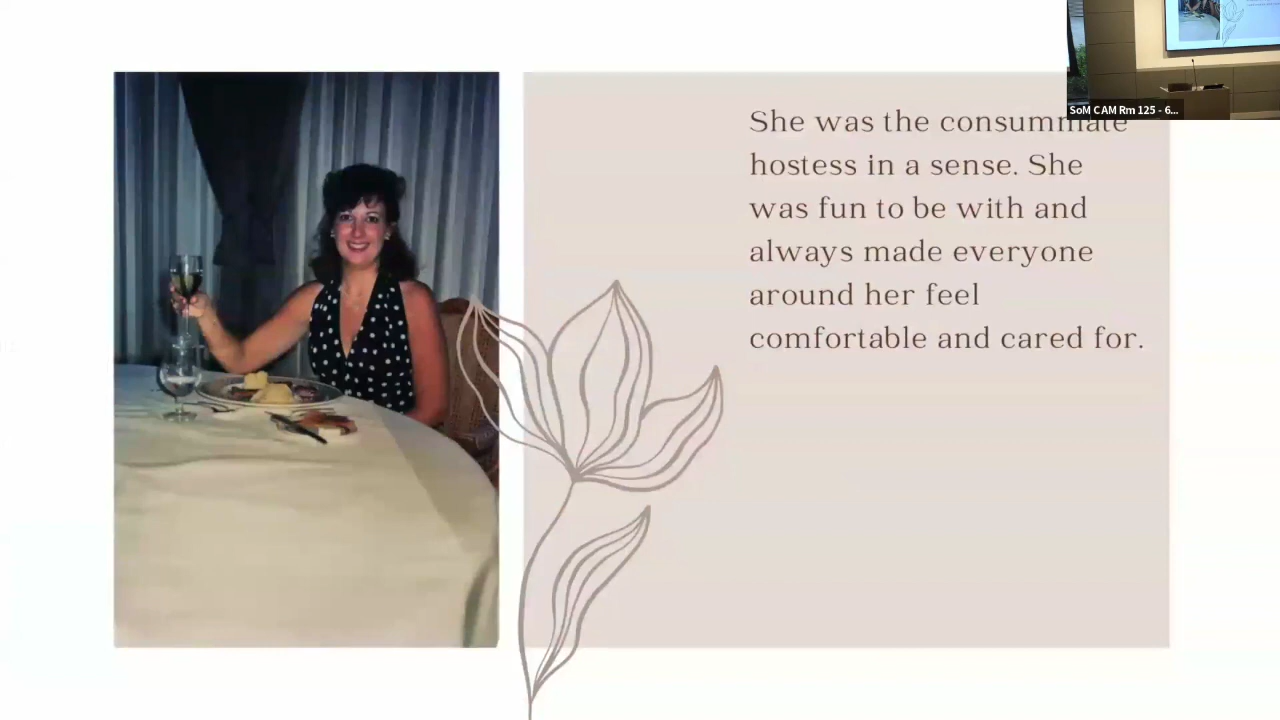 She was the consummate
hostess in a sense. She
was fun to be with and
always made everyone
around her feel
comfortable and cared for.
SoM CAM Rm 125 - 6...